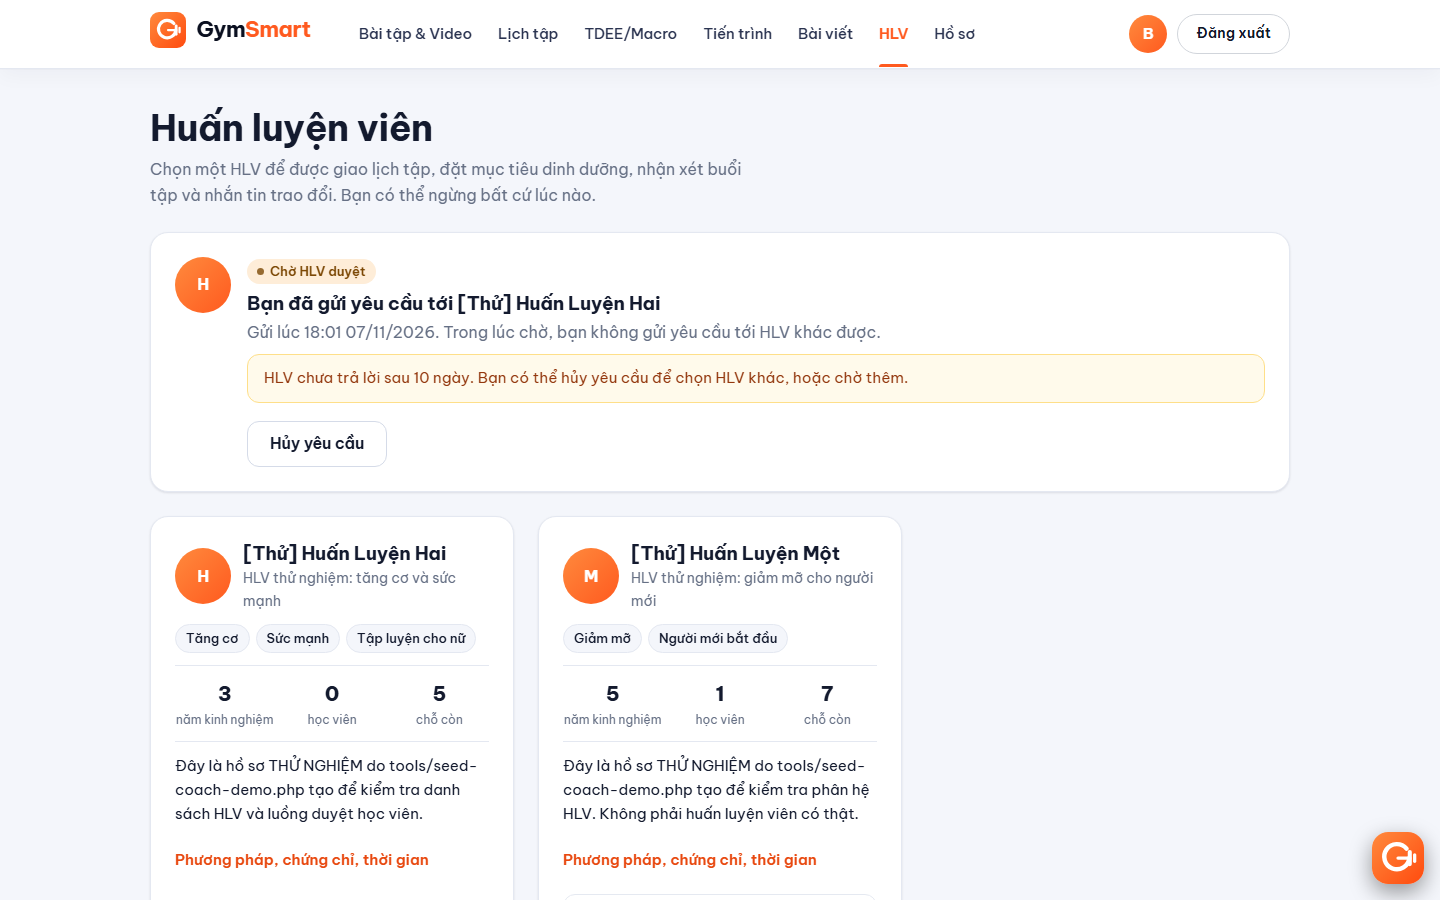 GymSmart
Bài tập & Video
Lịch tập
TDEE/Macro
Tiến trình
Bài viết
HLV
Hồ sơ
B
Đăng xuất
Huấn luyện viên
Chọn một HLV để được giao lịch tập, đặt mục tiêu dinh dưỡng, nhận xét buổi
tập và nhắn tin trao đổi. Bạn có thể ngừng bất cứ lúc nào.
H
Chờ HLV duyệt
Bạn đã gửi yêu cầu tới [Thử] Huấn Luyện Hai
Gửi lúc 18:01 07/11/2026. Trong lúc chờ, bạn không gửi yêu cầu tới HLV khác được.
HLV chưa trả lời sau 10 ngày. Bạn có thể hủy yêu cầu để chọn HLV khác, hoặc chờ thêm.
Hủy yêu cầu
H
[Thử] Huấn Luyện Hai
HLV thử nghiệm: tăng cơ và sức
mạnh
Tăng cơ
Sức mạnh
Tập luyện cho nữ
3
năm kinh nghiệm
0
học viên
5
chỗ còn
Đây là hồ sơ THỬ NGHIỆM do tools/seed-
coach-demo.php tạo để kiểm tra danh
sách HLV và luồng duyệt học viên.
Phương pháp, chứng chỉ, thời gian
M
[Thử] Huấn Luyện Một
HLV thử nghiệm: giảm mỡ cho người
mới
Giảm mỡ
Người mới bắt đầu
5
năm kinh nghiệm
1
học viên
7
chỗ còn
Đây là hồ sơ THỬ NGHIỆM do tools/seed-
coach-demo.php tạo để kiểm tra phân hệ
HLV. Không phải huấn luyện viên có thật.
Phương pháp, chứng chỉ, thời gian